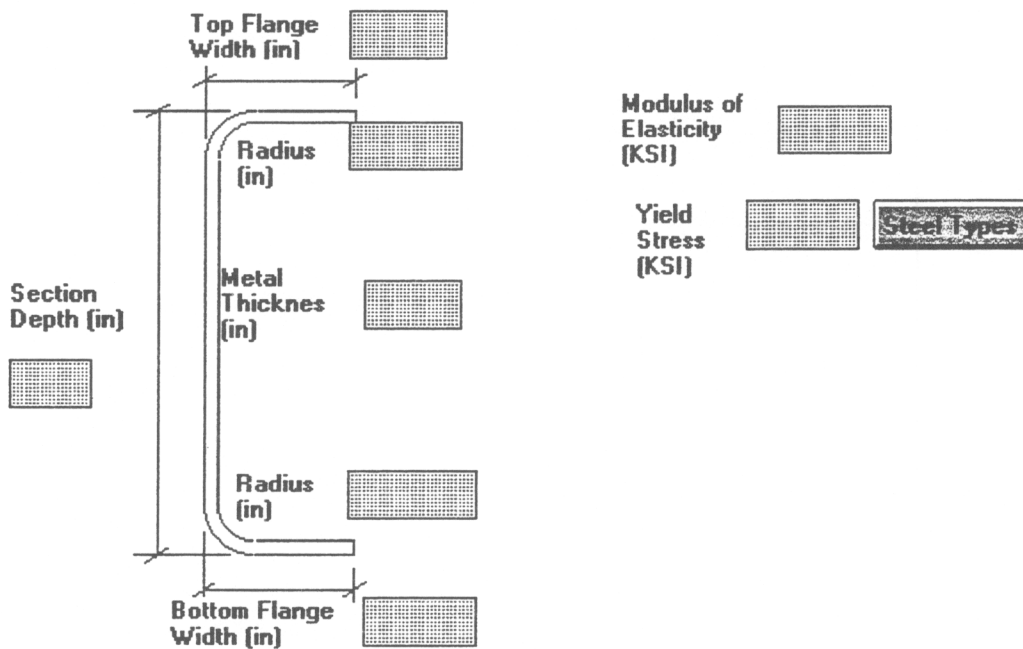 Top Flange
Width (in)
Modulus of
Elasticity
(KSI)
Radius
(in)
Yield
Stress
(KSI)
Steel Types
Section
Depth (in)
Metal
Thicknes
(in)
Radius
(in)
Bottom Flange
Width (in)